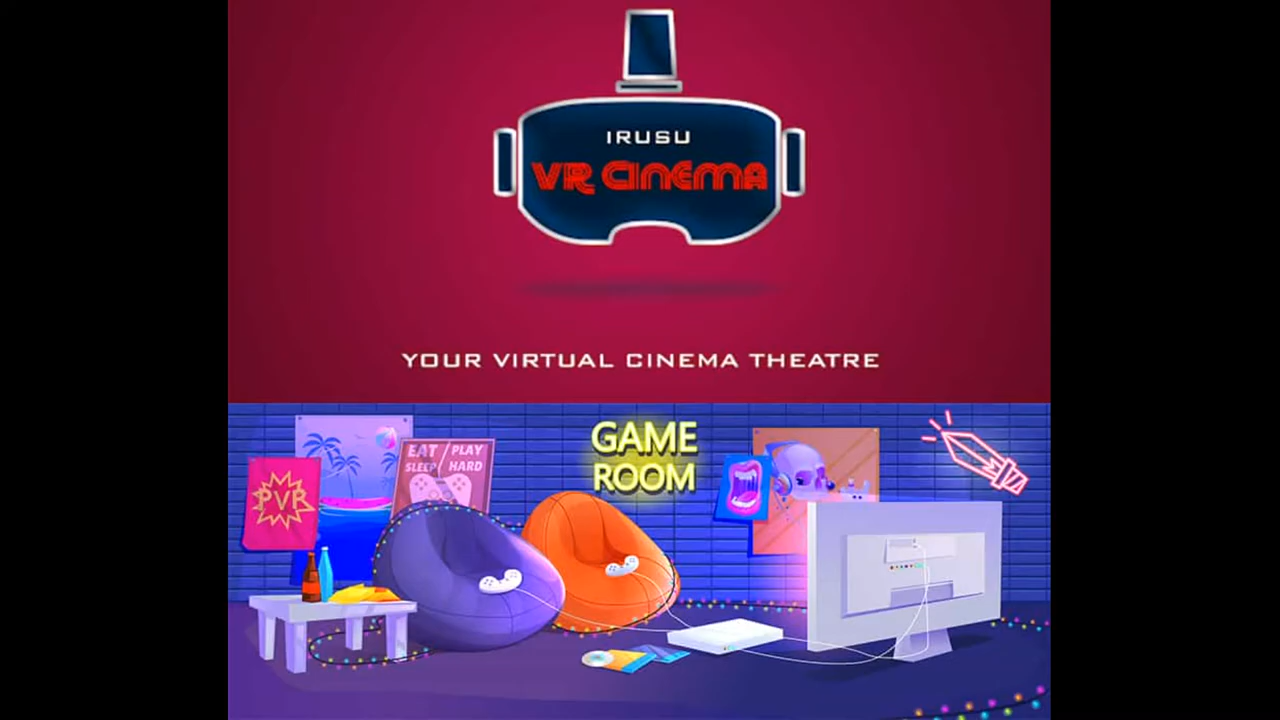 IRUSU
VR CINEMA
YOUR VIRTUAL CINEMA THEATRE
GAME
ROOM
EAT / PLAY
SLEEP / HARD
PVR